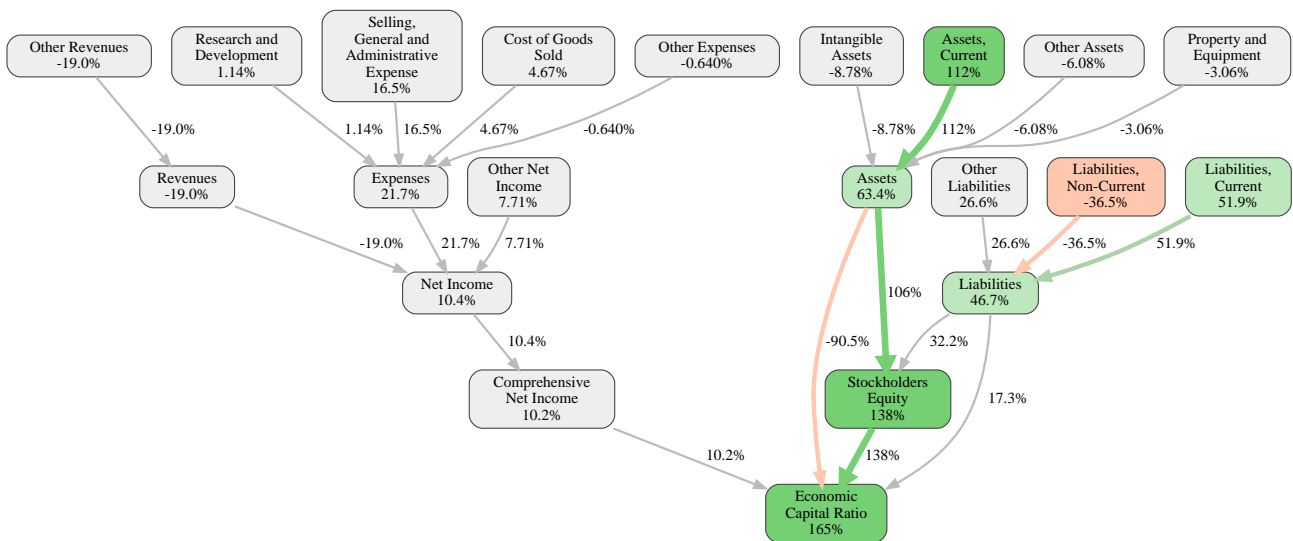 Other Revenues
-19.0%
Research and
Development
1.14%
Selling,
General and
Administrative
Expense
16.5%
Cost of Goods
Sold
4.67%
Other Expenses
-0.640%
Intangible
Assets
-8.78%
Assets,
Current
112%
Other Assets
-6.08%
Property and
Equipment
-3.06%
-19.0%
1.14%
16.5%
4.67%
-0.640%
-8.78%
112%
-6.08%
-3.06%
Revenues
-19.0%
Expenses
21.7%
Other Net
Income
7.71%
Assets
63.4%
Other
Liabilities
26.6%
Liabilities,
Non-Current
-36.5%
Liabilities,
Current
51.9%
-19.0%
21.7%
7.71%
26.6%
-36.5%
51.9%
Net Income
10.4%
106%
Liabilities
46.7%
10.4%
-90.5%
32.2%
Comprehensive
Net Income
10.2%
Stockholders
Equity
138%
17.3%
10.2%
138%
Economic
Capital Ratio
165%